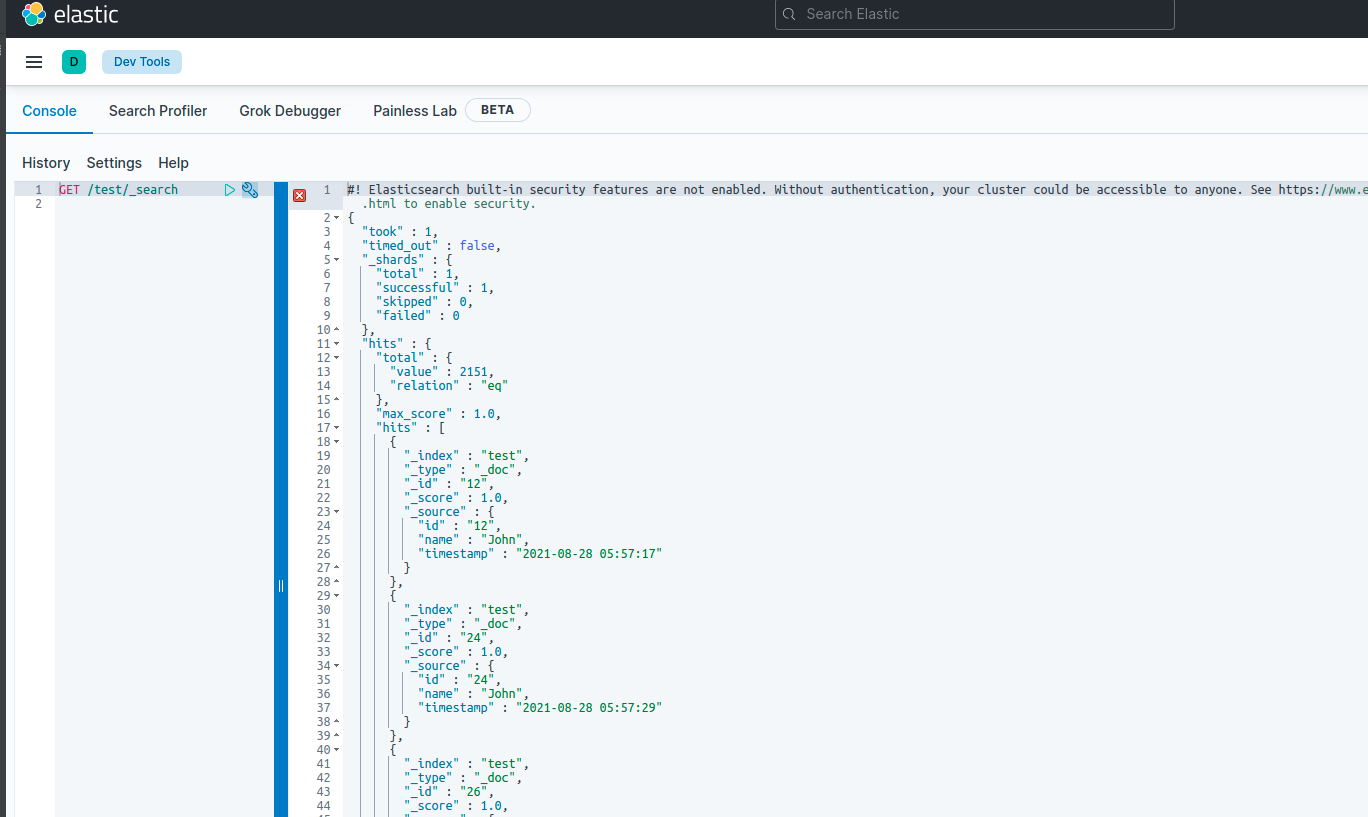 elastic
Search Elastic
D
Dev Tools
Console Search Profiler Grok Debugger Painless Lab BETA
History Settings Help
1 GET /test/_search
2
1 #! Elasticsearch built-in security features are not enabled. Without authentication, your cluster could be accessible to anyone. See https://www.e
.html to enable security.
2 {
3 "took" : 1,
4 "timed_out" : false,
5 "_shards" : {
6 "total" : 1,
7 "successful" : 1,
8 "skipped" : 0,
9 "failed" : 0
10 },
11 "hits" : {
12 "total" : {
13 "value" : 2151,
14 "relation" : "eq"
15 },
16 "max_score" : 1.0,
17 "hits" : [
18 {
19 "_index" : "test",
20 "_type" : "_doc",
21 "_id" : "12",
22 "_score" : 1.0,
23 "_source" : {
24 "id" : "12",
25 "name" : "John",
26 "timestamp" : "2021-08-28 05:57:17"
27 }
28 },
29 {
30 "_index" : "test",
31 "_type" : "_doc",
32 "_id" : "24",
33 "_score" : 1.0,
34 "_source" : {
35 "id" : "24",
36 "name" : "John",
37 "timestamp" : "2021-08-28 05:57:29"
38 }
39 },
40 {
41 "_index" : "test",
42 "_type" : "_doc",
43 "_id" : "26",
44 "_score" : 1.0,